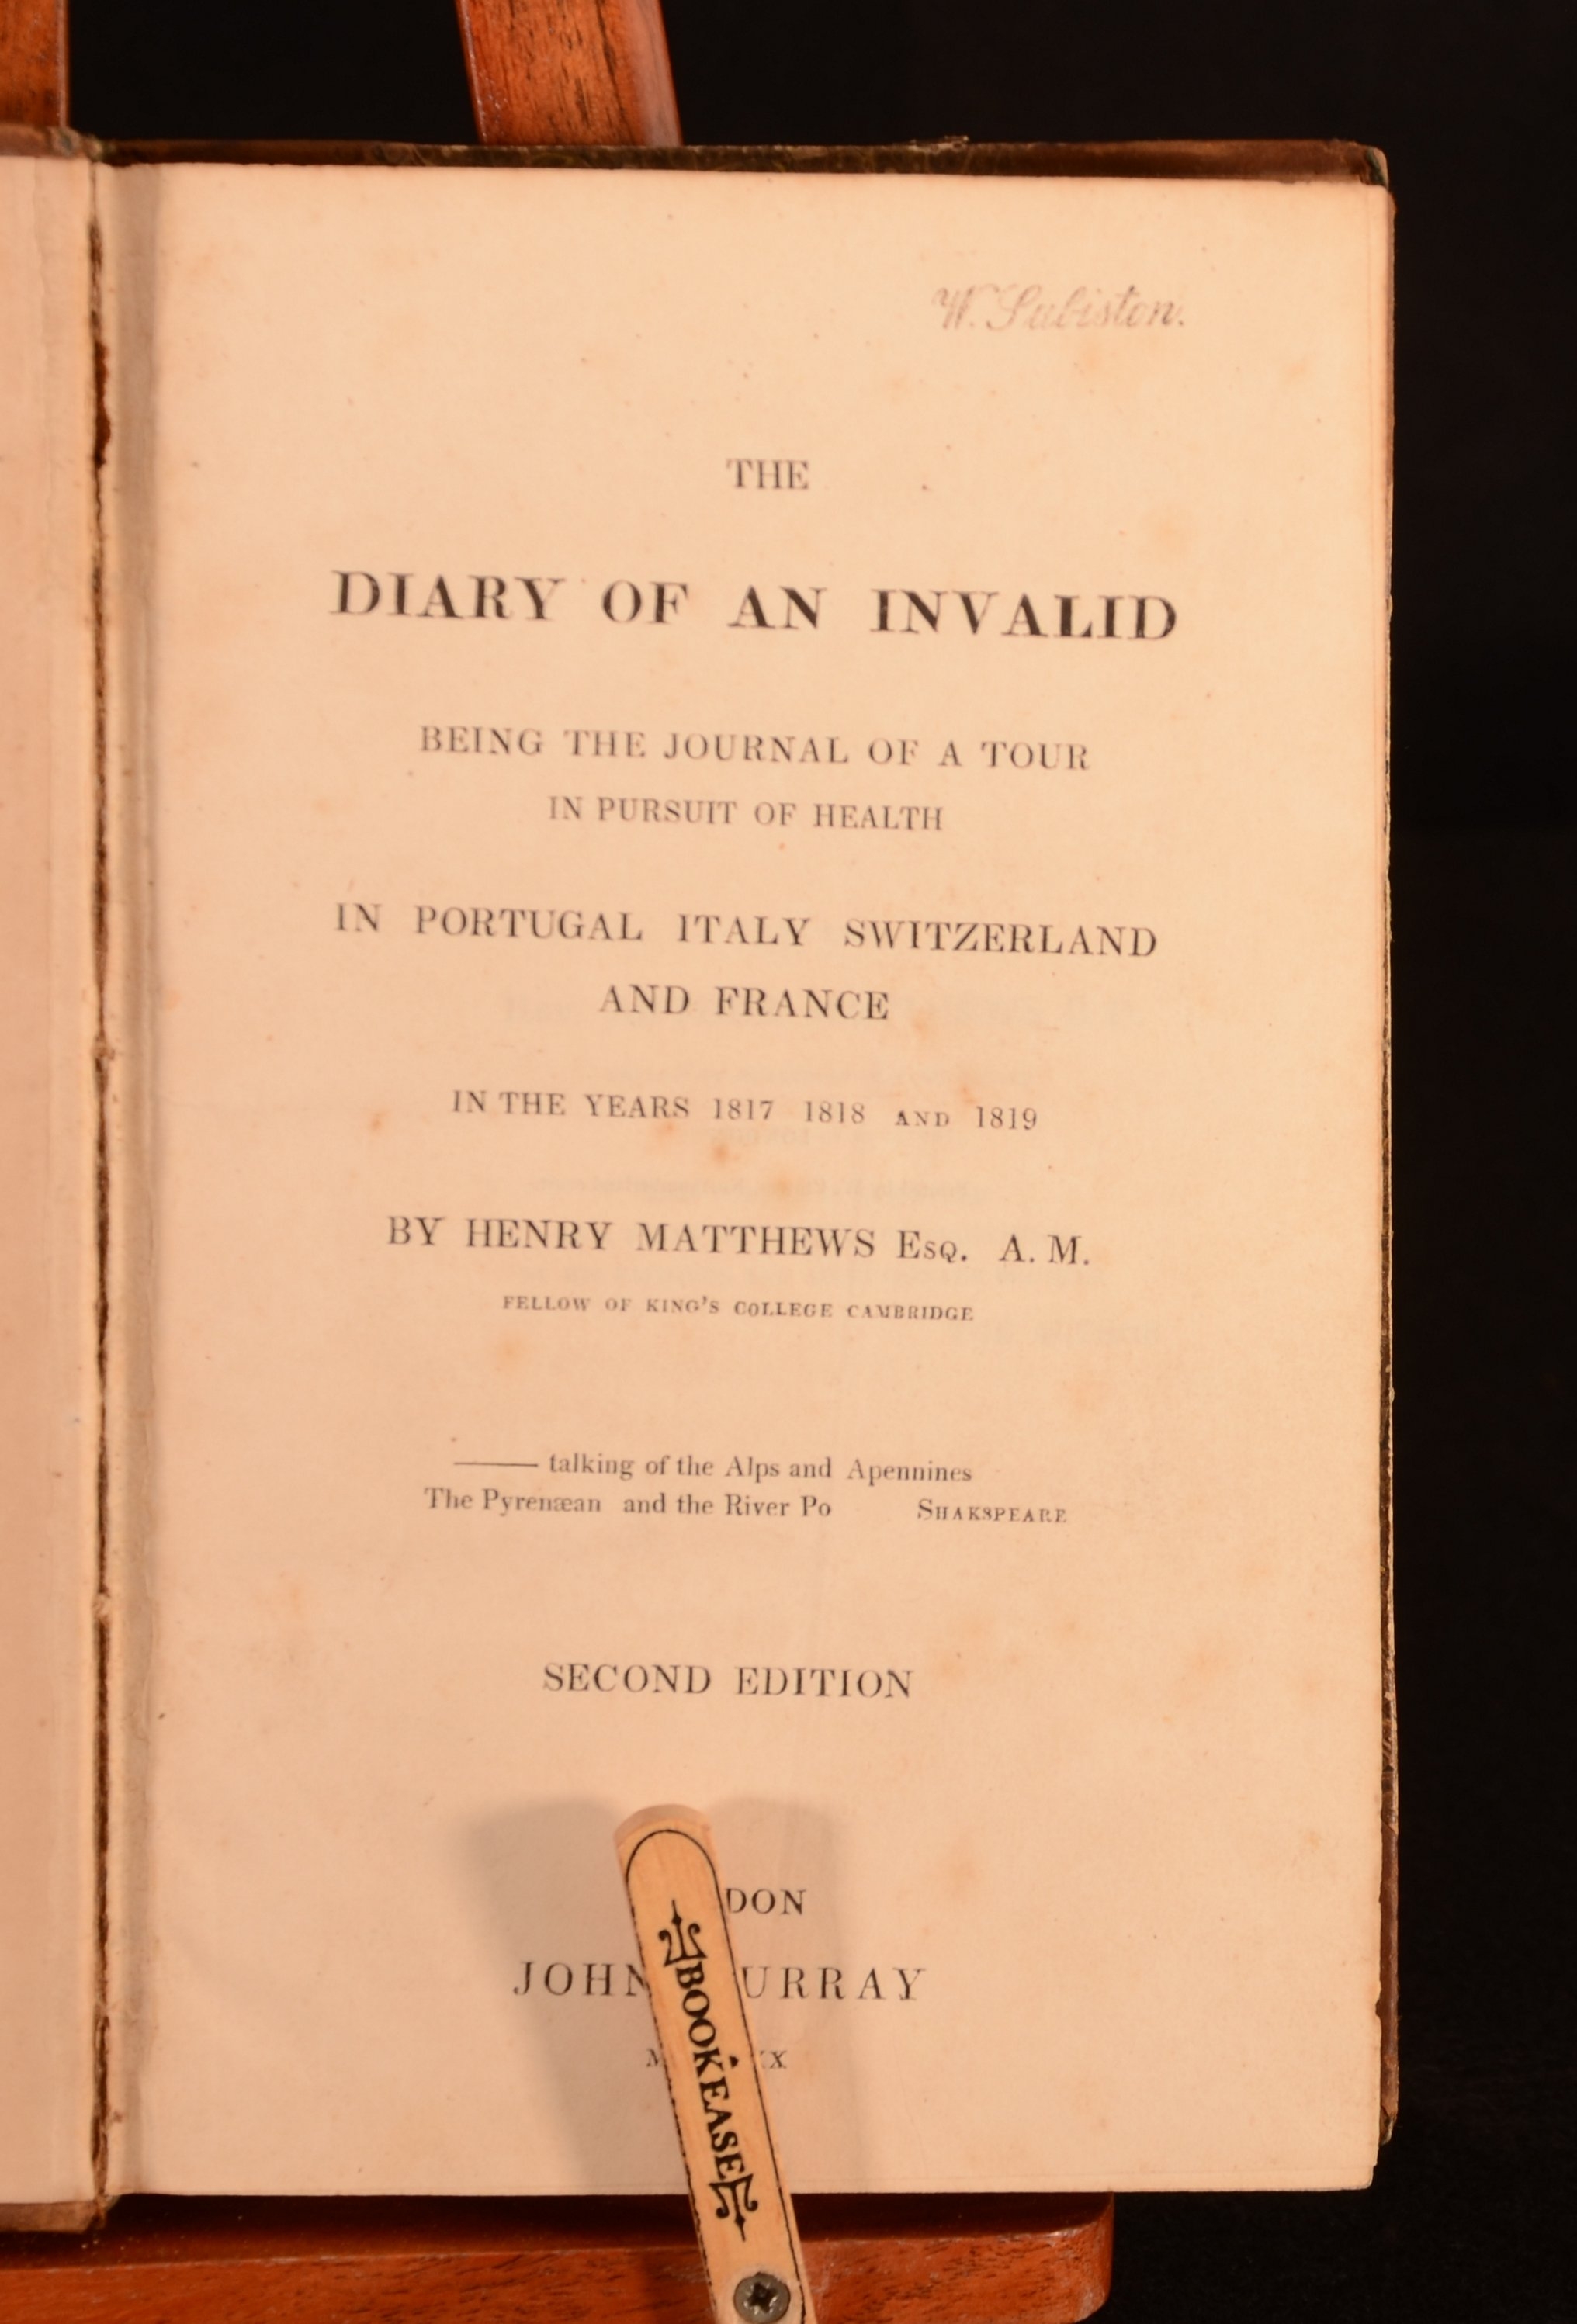 W. Subiston.
THE
DIARY OF AN INVALID
BEING THE JOURNAL OF A TOUR
IN PURSUIT OF HEALTH
IN PORTUGAL ITALY SWITZERLAND
AND FRANCE
IN THE YEARS 1817 1818 AND 1819
BY HENRY MATTHEWS ESQ. A. M.
FELLOW OF KING'S COLLEGE CAMBRIDGE
——— talking of the Alps and Apennines
The Pyrenæan and the River Po SHAKSPEARE
SECOND EDITION
DON
JOHN URRAY
BOOKEASE